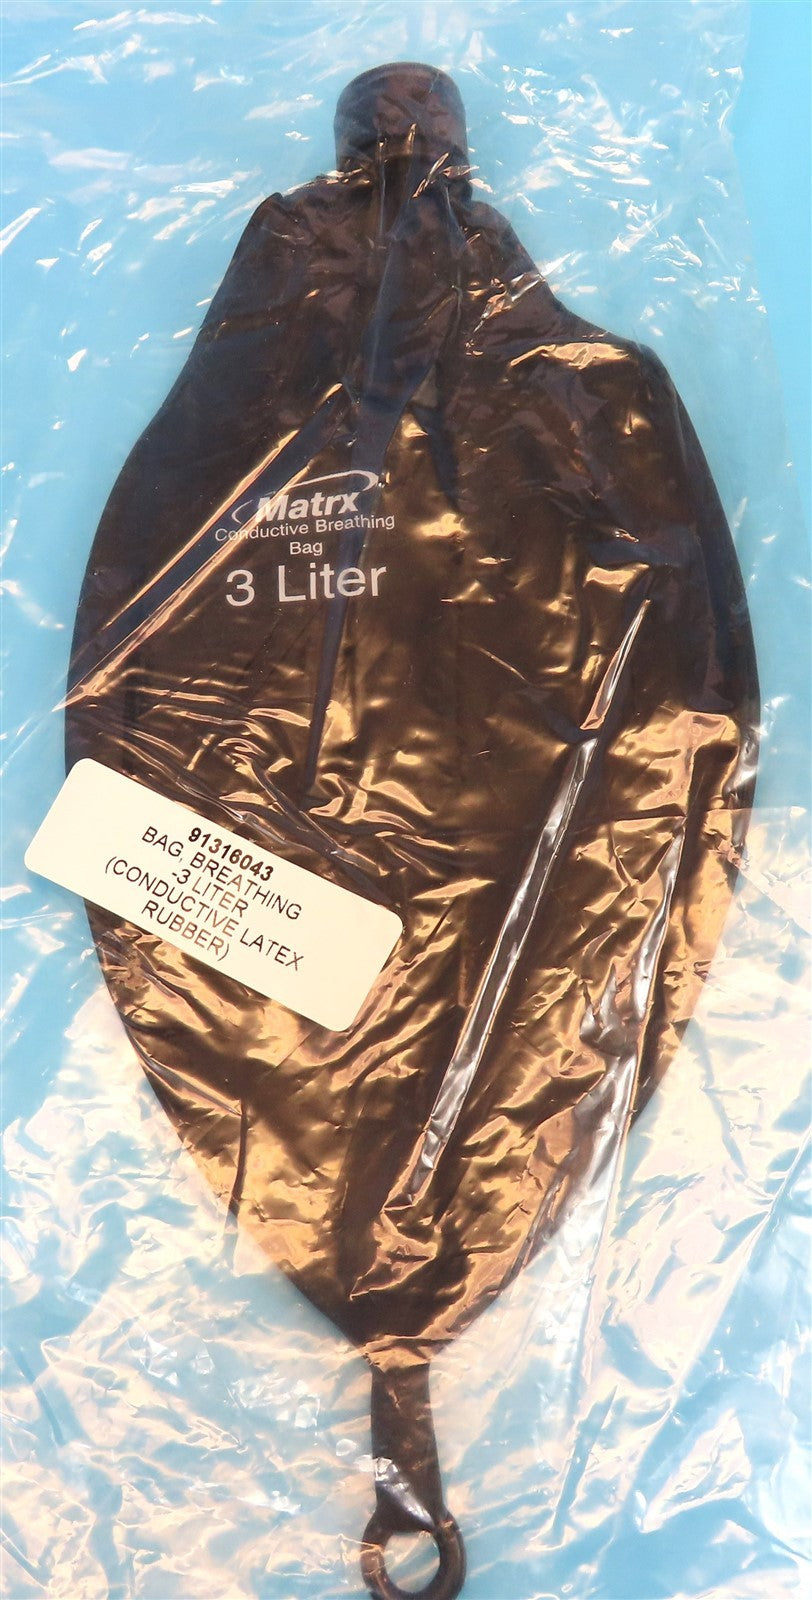 Matrx
Conductive Breathing
Bag
3 Liter
91316043
BAG, BREATHING
-3 LITER
(CONDUCTIVE LATEX
RUBBER)